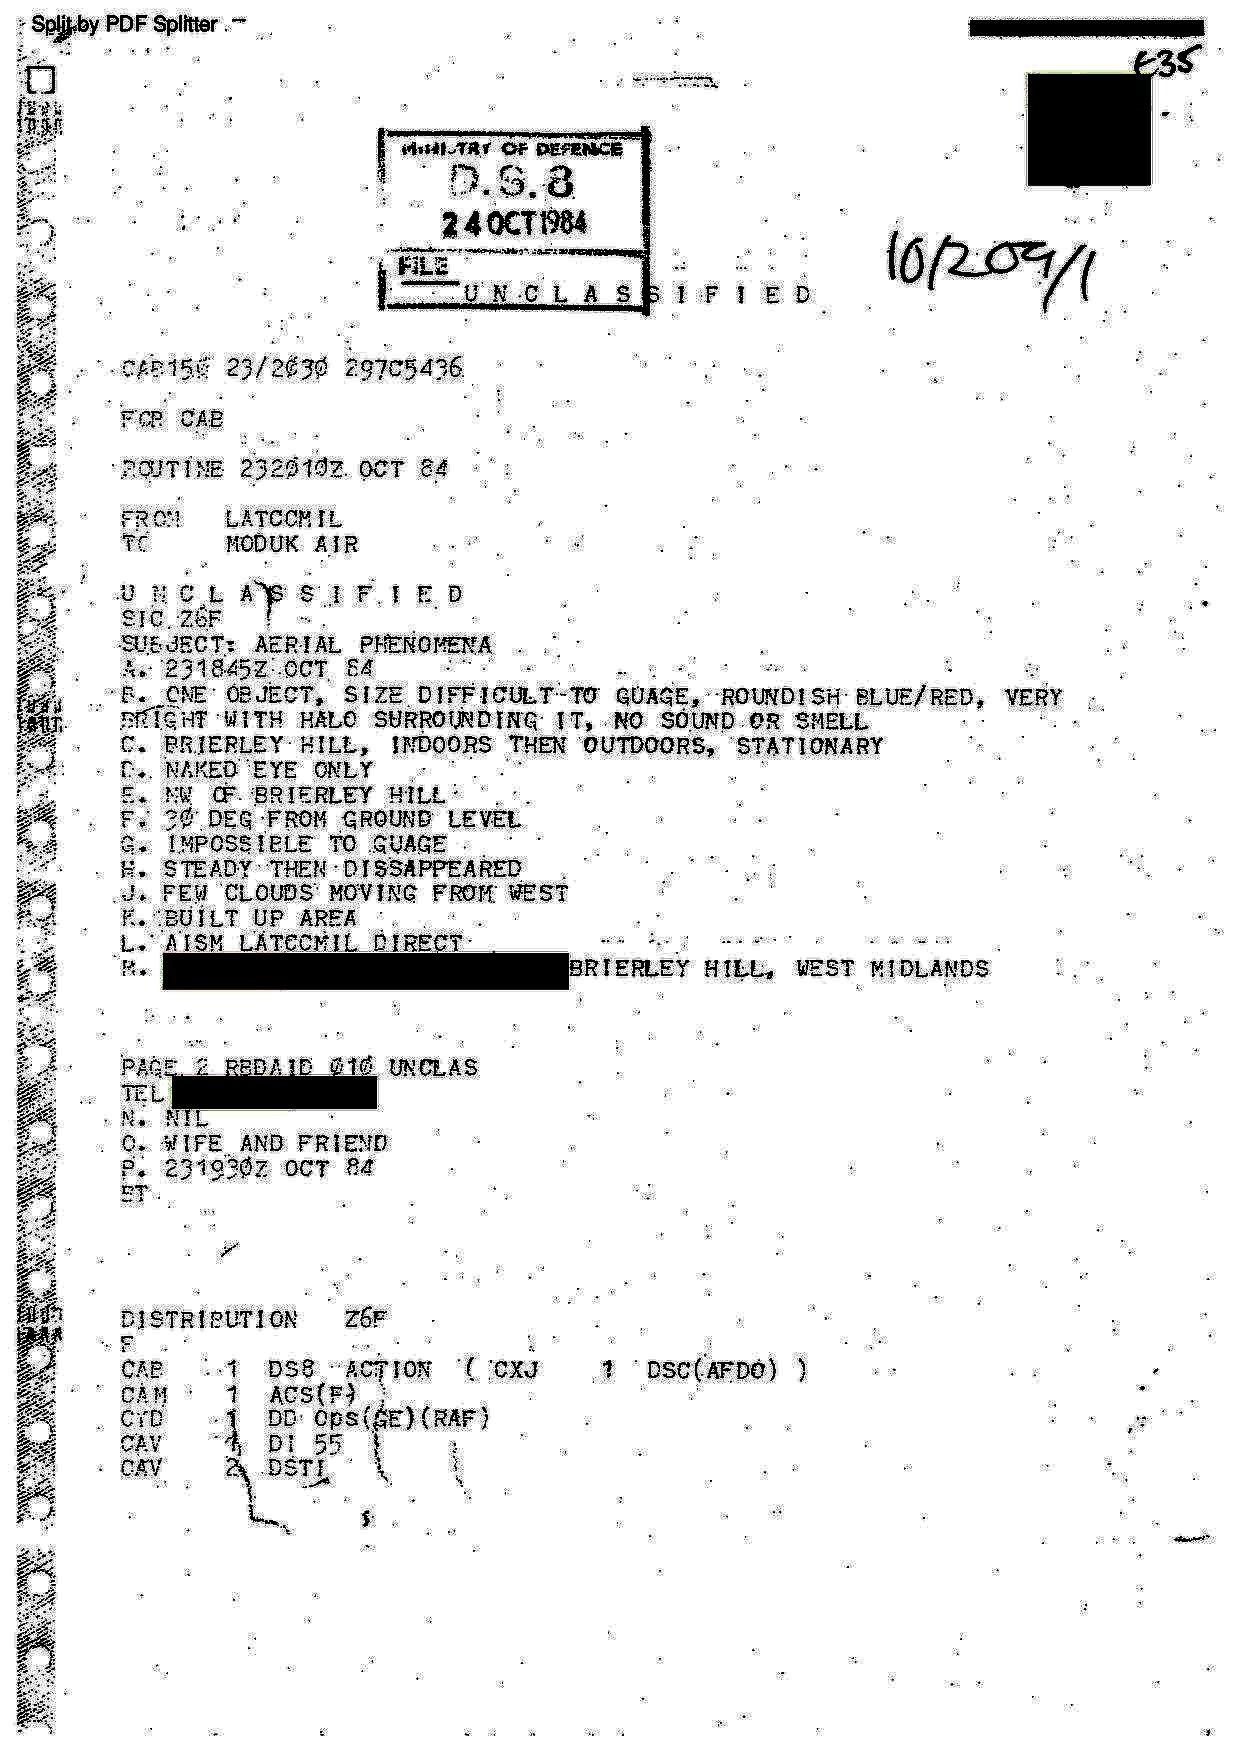 Split by PDF Splitter
E35
MINISTRY OF DEFENCE
D.S.8
24 OCT 1984
FILE
10/209/1
U N C L A S S I F I E D
CAB150 23/2030 297C5436
FOR CAB
ROUTINE 232010Z OCT 84
FROM LATCCMIL
TO MODUK AIR
U N C L A S S I F I E D
SIC Z6F
SUBJECT: AERIAL PHENOMENA
A. 231845Z OCT 84
B. ONE OBJECT, SIZE DIFFICULT TO GUAGE, ROUNDISH BLUE/RED, VERY
BRIGHT WITH HALO SURROUNDING IT, NO SOUND OR SMELL
C. BRIERLEY HILL, INDOORS THEN OUTDOORS, STATIONARY
D. NAKED EYE ONLY
E. NW OF BRIERLEY HILL
F. 30 DEG FROM GROUND LEVEL
G. IMPOSSIBLE TO GUAGE
H. STEADY THEN DISSAPPEARED
J. FEW CLOUDS MOVING FROM WEST
K. BUILT UP AREA
L. AISM LATCCMIL DIRECT
M. BRIERLEY HILL, WEST MIDLANDS
PAGE 2 RBDAID 010 UNCLAS
TEL
N. NIL
O. WIFE AND FRIEND
P. 231930Z OCT 84
BT
DISTRIBUTION Z6F
F
CAB 1 DS8 ACTION ( CXJ 1 DSC(AFDO) )
CAM 1 ACS(F)
CYD 1 DD Ops(GE)(RAF)
CAV 1 DI 55
CAV 2 DSTI